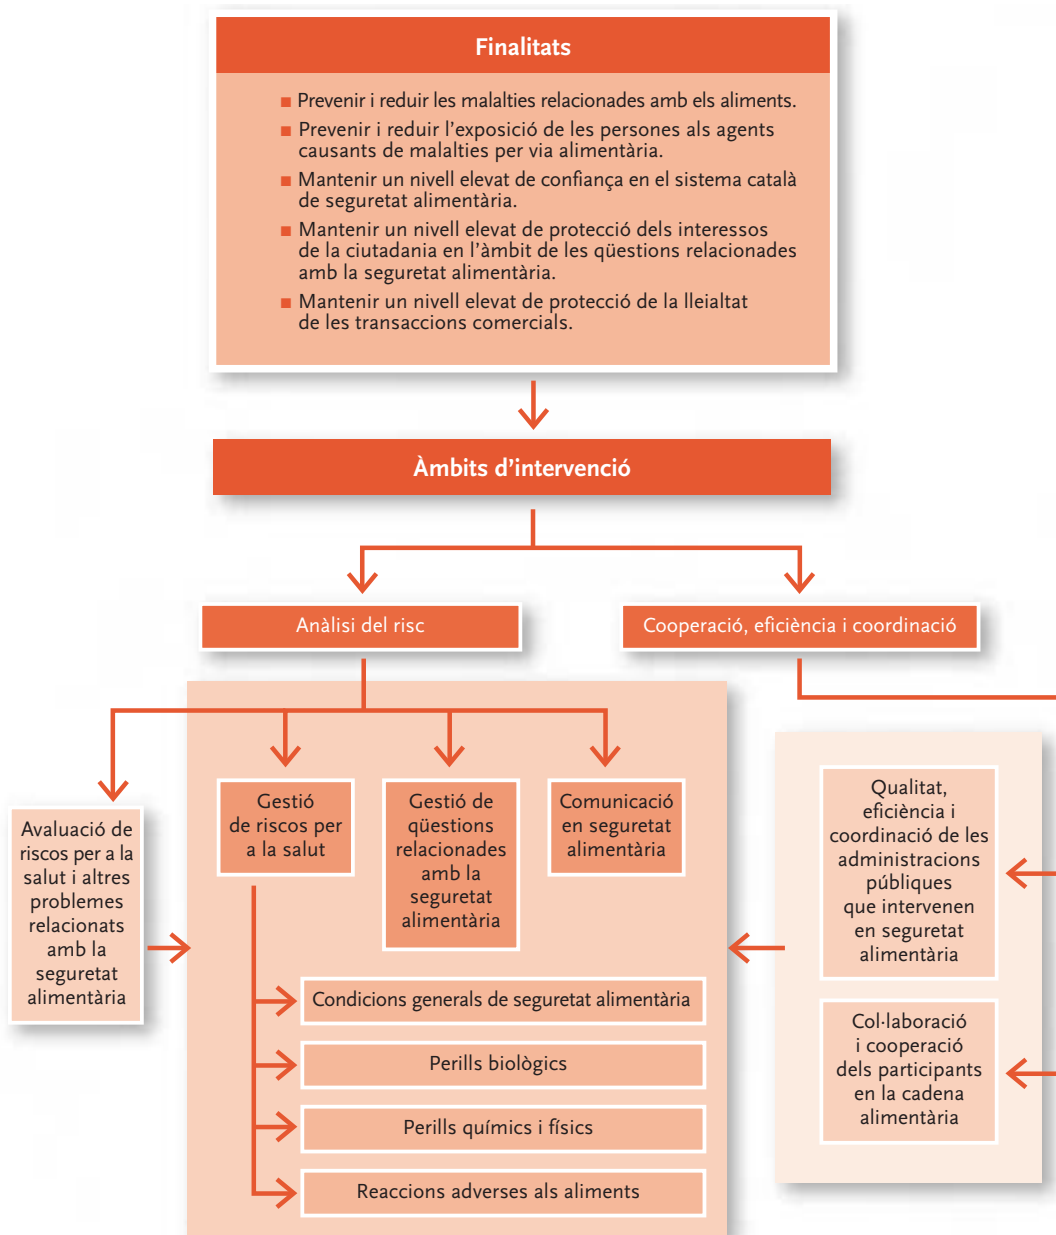 Finalitats
■ Prevenir i reduir les malalties relacionades amb els aliments.
■ Prevenir i reduir l’exposició de les persones als agents
causants de malalties per via alimentària.
■ Mantenir un nivell elevat de confiança en el sistema català
de seguretat alimentària.
■ Mantenir un nivell elevat de protecció dels interessos
de la ciutadania en l’àmbit de les qüestions relacionades
amb la seguretat alimentària.
■ Mantenir un nivell elevat de protecció de la lleialtat
de les transaccions comercials.
Àmbits d’intervenció
Anàlisi del risc
Cooperació, eficiència i coordinació
Avaluació de
riscos per a la
salut i altres
problemes
relacionats
amb la
seguretat
alimentària
Gestió
de riscos per
a la salut
Gestió de
qüestions
relacionades
amb la
seguretat
alimentària
Comunicació
en seguretat
alimentària
Condicions generals de seguretat alimentària
Perills biològics
Perills químics i físics
Reaccions adverses als aliments
Qualitat,
eficiència i
coordinació de les
administracions
públiques
que intervenen
en seguretat
alimentària
Col·laboració
i cooperació
dels participants
en la cadena
alimentària